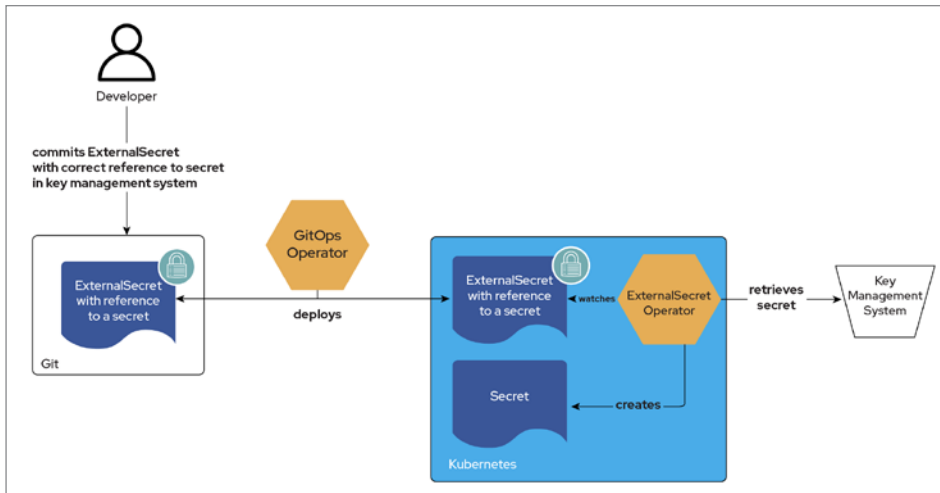 Developer
commits ExternalSecret
with correct reference to secret
in key management system
GitOps
Operator
ExternalSecret
with reference
to a secret
Git
deploys
ExternalSecret
with reference
to a secret
watches
ExternalSecret
Operator
retrieves
secret
Key
Management
System
Secret
creates
Kubernetes